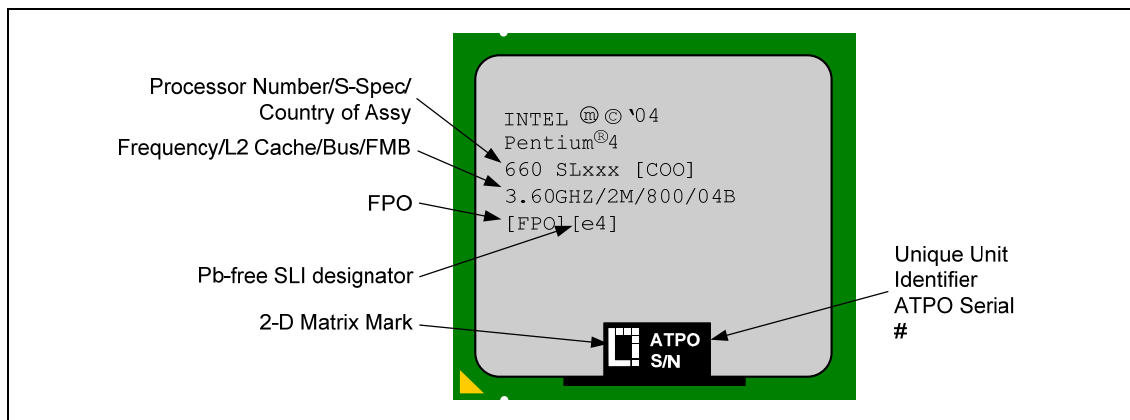 Processor Number/S-Spec/
Country of Assy
Frequency/L2 Cache/Bus/FMB
FPO
Pb-free SLI designator
2-D Matrix Mark
INTEL ⓜ © '04
Pentium®4
660 SLxxx [COO]
3.60GHZ/2M/800/04B
[FPO][e4]
ATPO
S/N
Unique Unit
Identifier
ATPO Serial
#